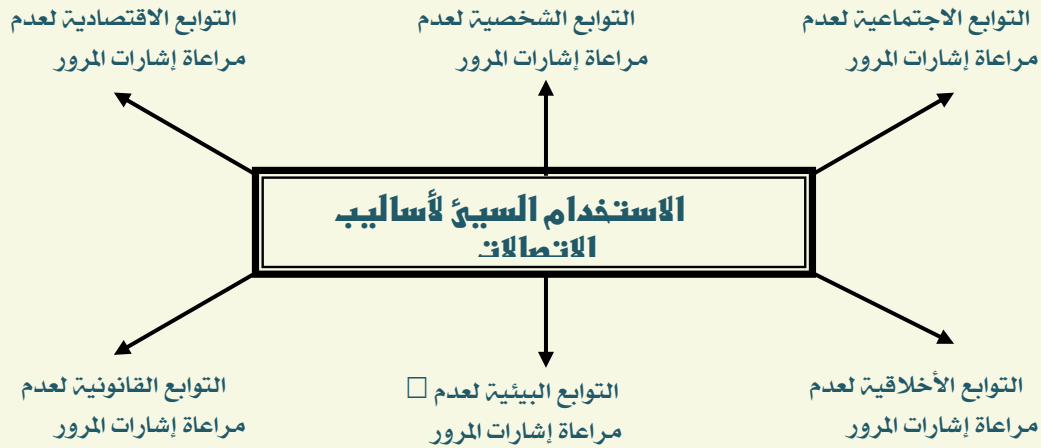 التوابع الاجتماعية لعدم
مراعاة إشارات المرور
التوابع الشخصية لعدم
مراعاة إشارات المرور
التوابع الاقتصادية لعدم
مراعاة إشارات المرور
الاستخدام السيئ لأساليب
الاتصالات
التوابع الأخلاقية لعدم
مراعاة إشارات المرور
التوابع البيئية لعدم □
مراعاة إشارات المرور
التوابع القانونية لعدم
مراعاة إشارات المرور